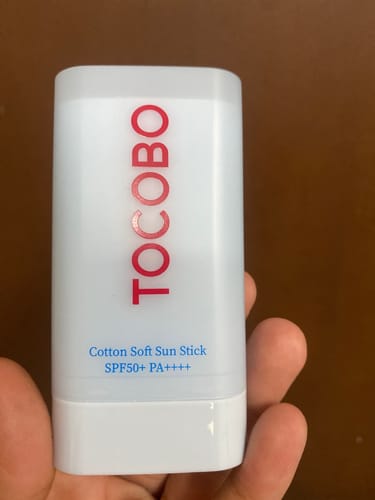 TOCOBO
Cotton Soft Sun Stick
SPF50+ PA++++